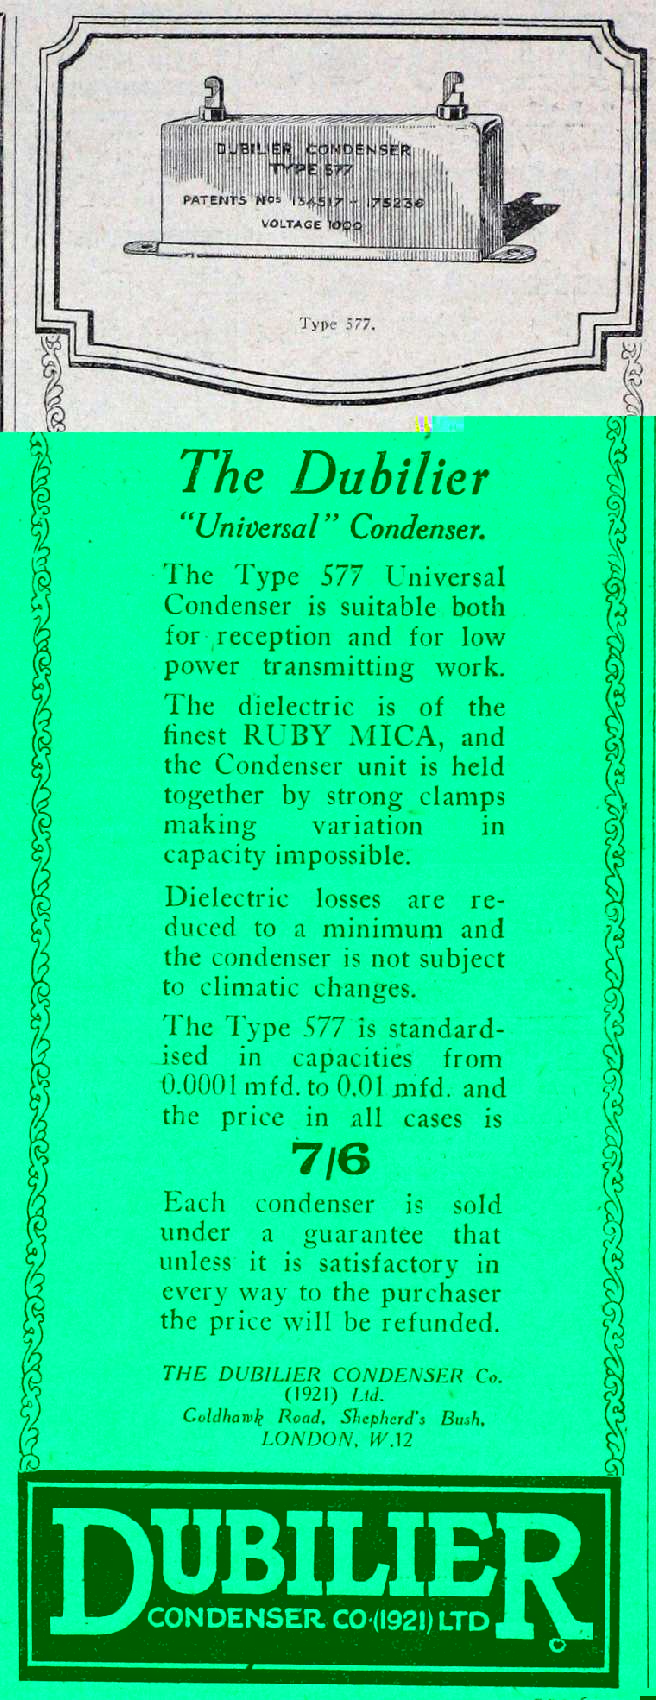 DUBILIER CONDENSER
TYPE 577
PATENTS Nos 134517 - 175236
VOLTAGE 1000
Type 577.
The Dubilier
“Universal” Condenser.
The Type 577 Universal
Condenser is suitable both
for reception and for low
power transmitting work.
The dielectric is of the
finest RUBY MICA, and
the Condenser unit is held
together by strong clamps
making variation in
capacity impossible.
Dielectric losses are re-
duced to a minimum and
the condenser is not subject
to climatic changes.
The Type 577 is standard-
ised in capacities from
0.0001 mfd. to 0.01 mfd. and
the price in all cases is
7/6
Each condenser is sold
under a guarantee that
unless it is satisfactory in
every way to the purchaser
the price will be refunded.
THE DUBILIER CONDENSER Co.
(1921) Ltd.
Goldhawk Road, Shepherd's Bush,
LONDON, W.12
DUBILIER
CONDENSER CO (1921) LTD